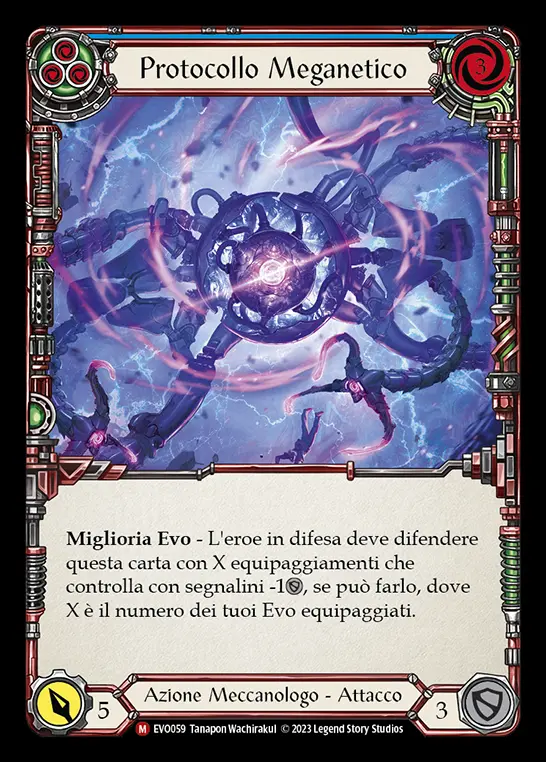 Protocollo Meganetico
3
Miglioria Evo - L'eroe in difesa deve difendere
questa carta con X equipaggiamenti che
controlla con segnalini -1, se può farlo, dove
X è il numero dei tuoi Evo equipaggiati.
5
Azione Meccanologo - Attacco
3
M EVO059 Tanapon Wachirakul © 2023 Legend Story Studios